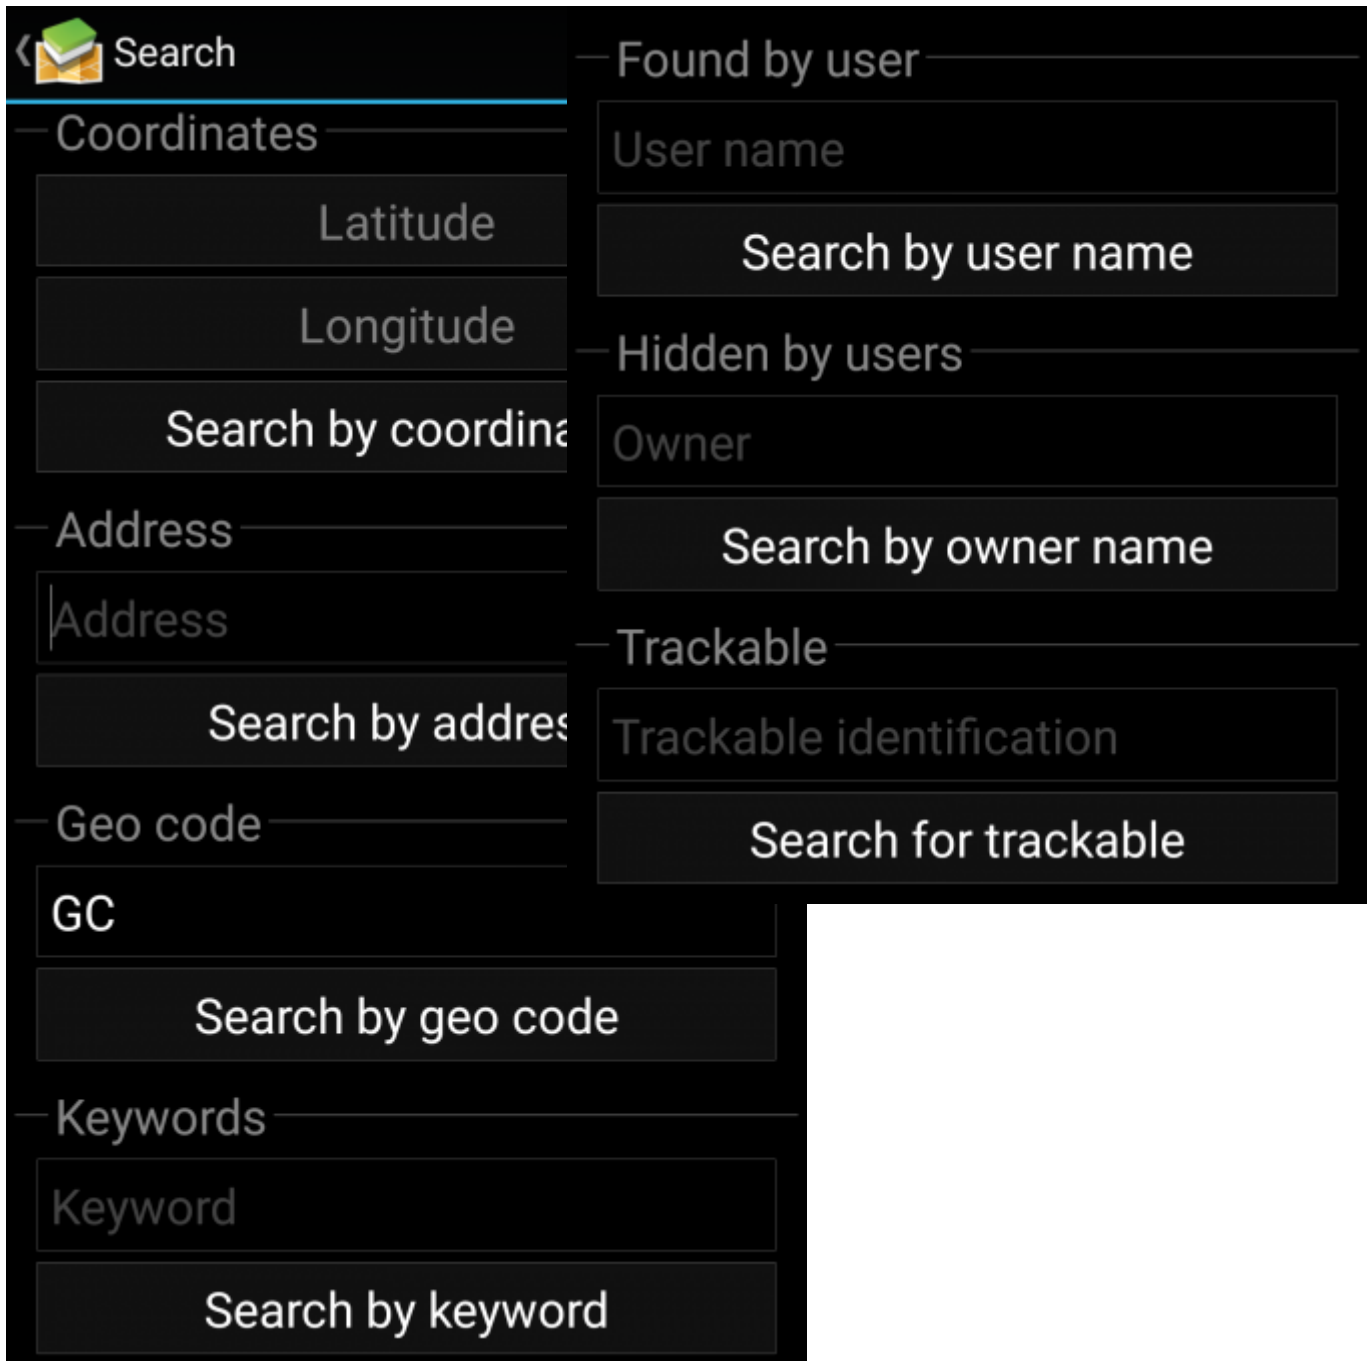 Search
Coordinates
Latitude
Longitude
Search by coordina
Address
Address
Search by addres
Geo code
GC
Search by geo code
Keywords
Keyword
Search by keyword
Found by user
User name
Search by user name
Hidden by users
Owner
Search by owner name
Trackable
Trackable identification
Search for trackable